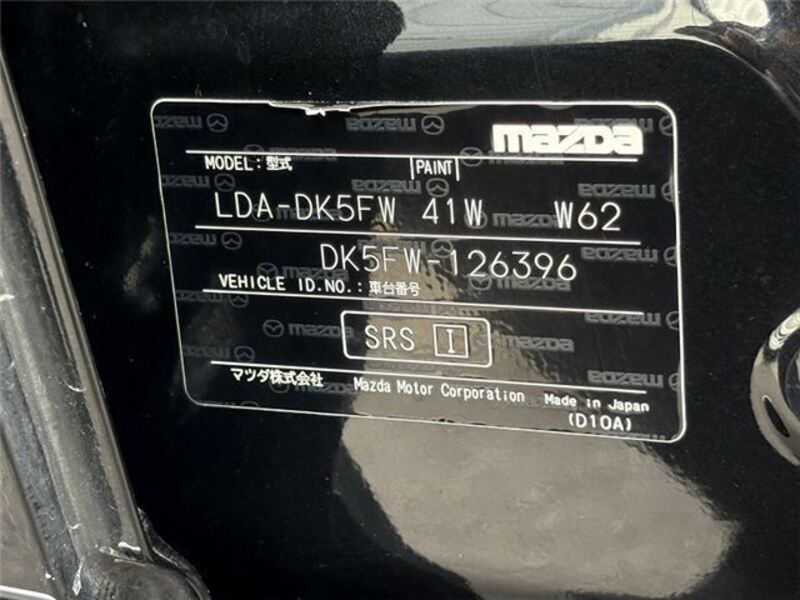 mazda
MODEL:型式 PAINT
LDA-DK5FW 41W W62
DK5FW-126396
VEHICLE ID.NO.:車台番号
SRS I
マツダ株式会社 Mazda Motor Corporation Made in Japan
(D10A)